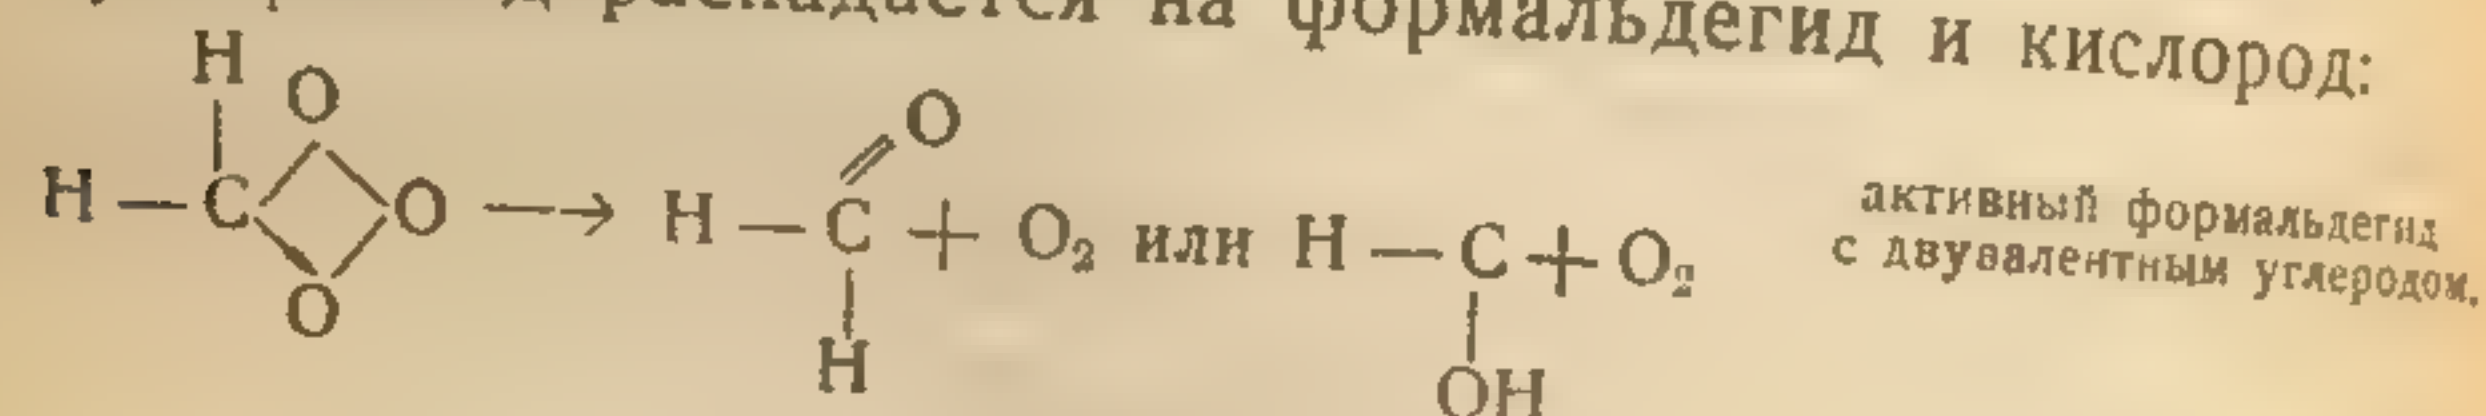 распадается на формальдегид и кислород:
H O
O
H — C O → H — C + O₂ или H — C + O₂
O H OH
активный формальдегид
с двувалентным углеродом.